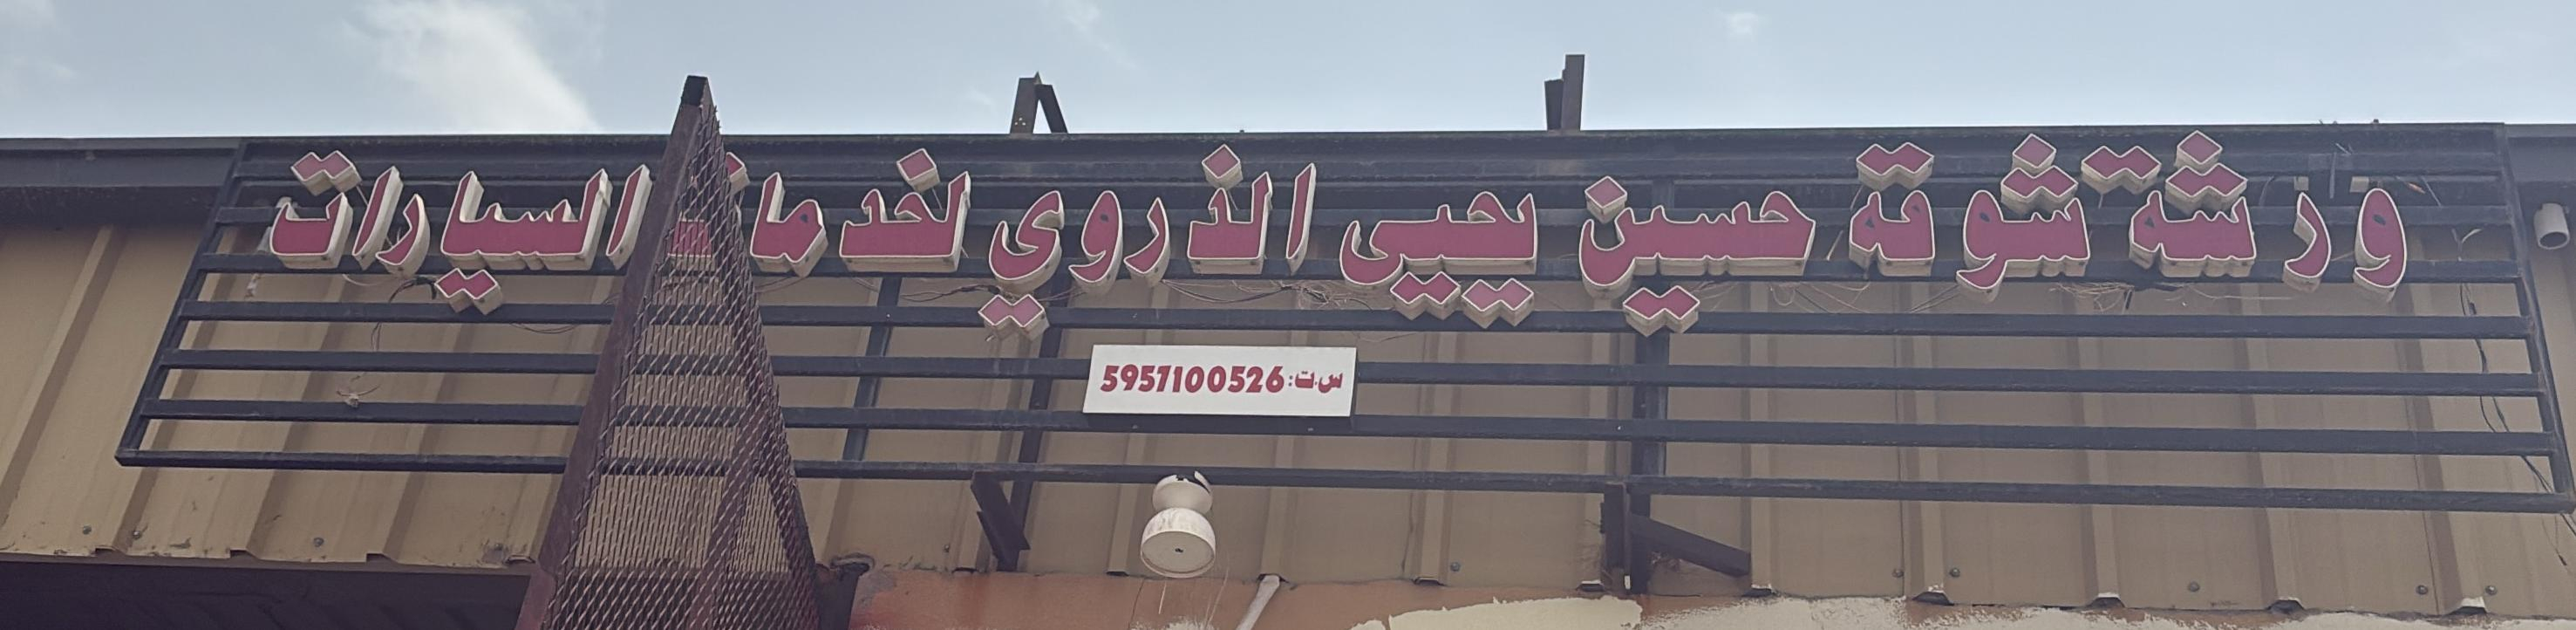 ورشة شوقة حسين يحيى الذروي لخدمات السيارات
س.ت: 5957100526